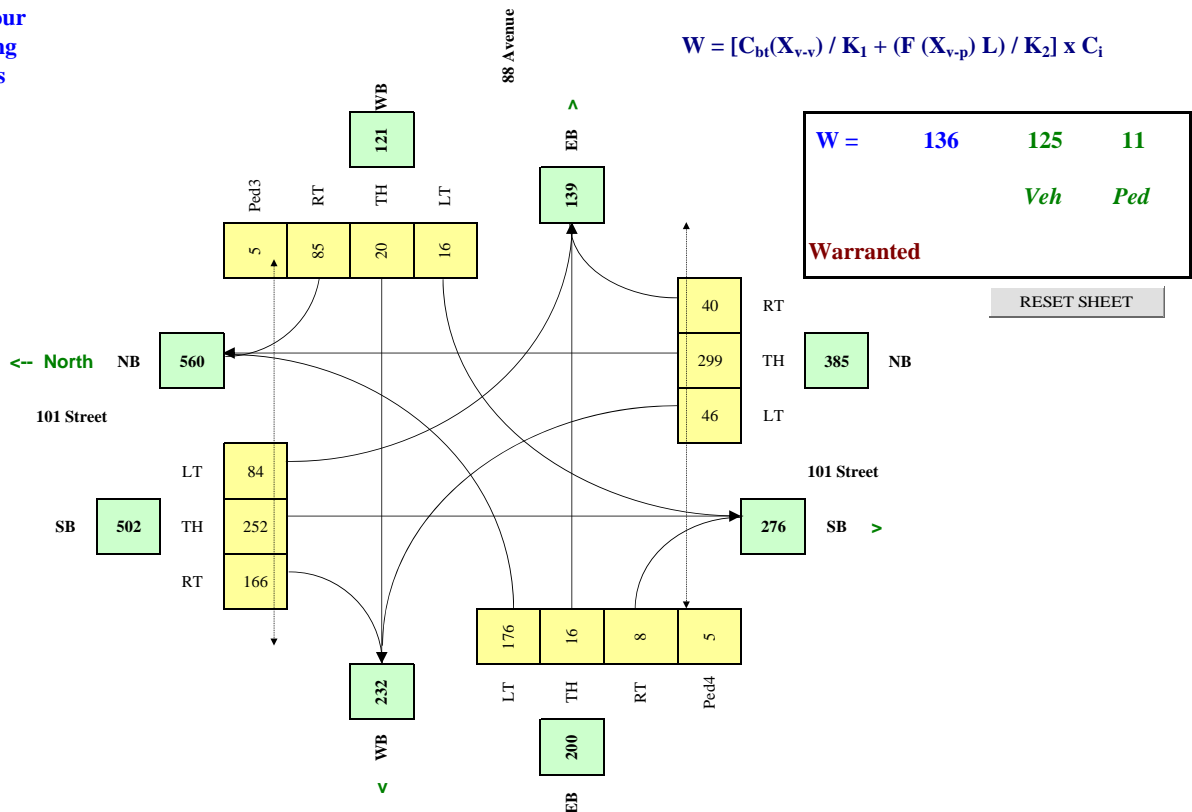 our
ng
s
88 Avenue
W = [Cbt(Xv-v) / K1 + (F (Xv-p) L) / K2] x Ci
WB
^
121
EB
W = 136 125 11
Veh Ped
Warranted
RESET SHEET
Ped3 RT TH LT
139
5 85 20 16
40 RT
<-- North NB 560
299 TH 385 NB
101 Street
46 LT
LT 84
101 Street
SB 502 TH 252
276 SB >
RT 166
176 16 8 5
232
LT TH RT Ped4
WB
200
v
EB